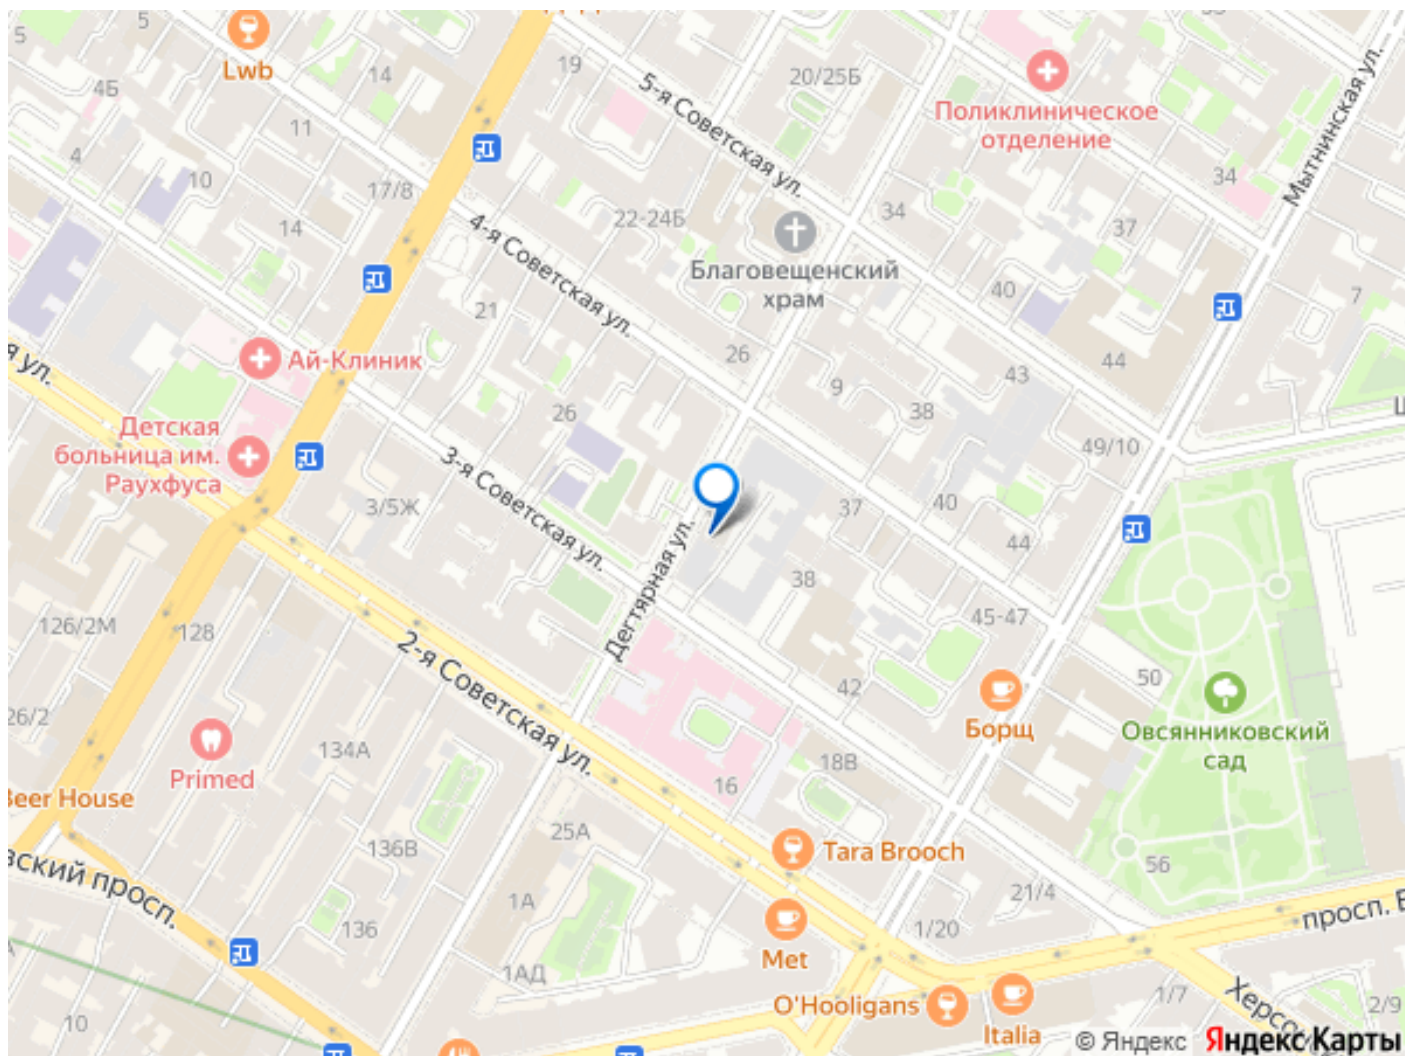 5
5
Lwb
14
19
20/25Б
Поликлиническое
отделение
Мытнинская ул.
4Б
11
5-я Советская ул.
4
10
17/8
34
14
22-24Б
34
37
4-я Советская ул.
Благовещенский
храм
40
7
21
26
44
Ай-Клиник
43
9
38
26
Детская
больница им.
Раухфуса
49/10
3-я Советская ул.
3/5Ж
37
40
44
Дегтярная ул.
38
45-47
126/2М
128
2-я Советская ул.
42
50
Борщ
Овсянниковский
сад
26/2
134А
Primed
16
18В
Beer House
25А
136В
Tara Brooch
56
1А
21/4
136
1/20
Met
1АД
O'Hooligans
Italia
1/7
2/9
10
© Яндекс Яндекс Карты